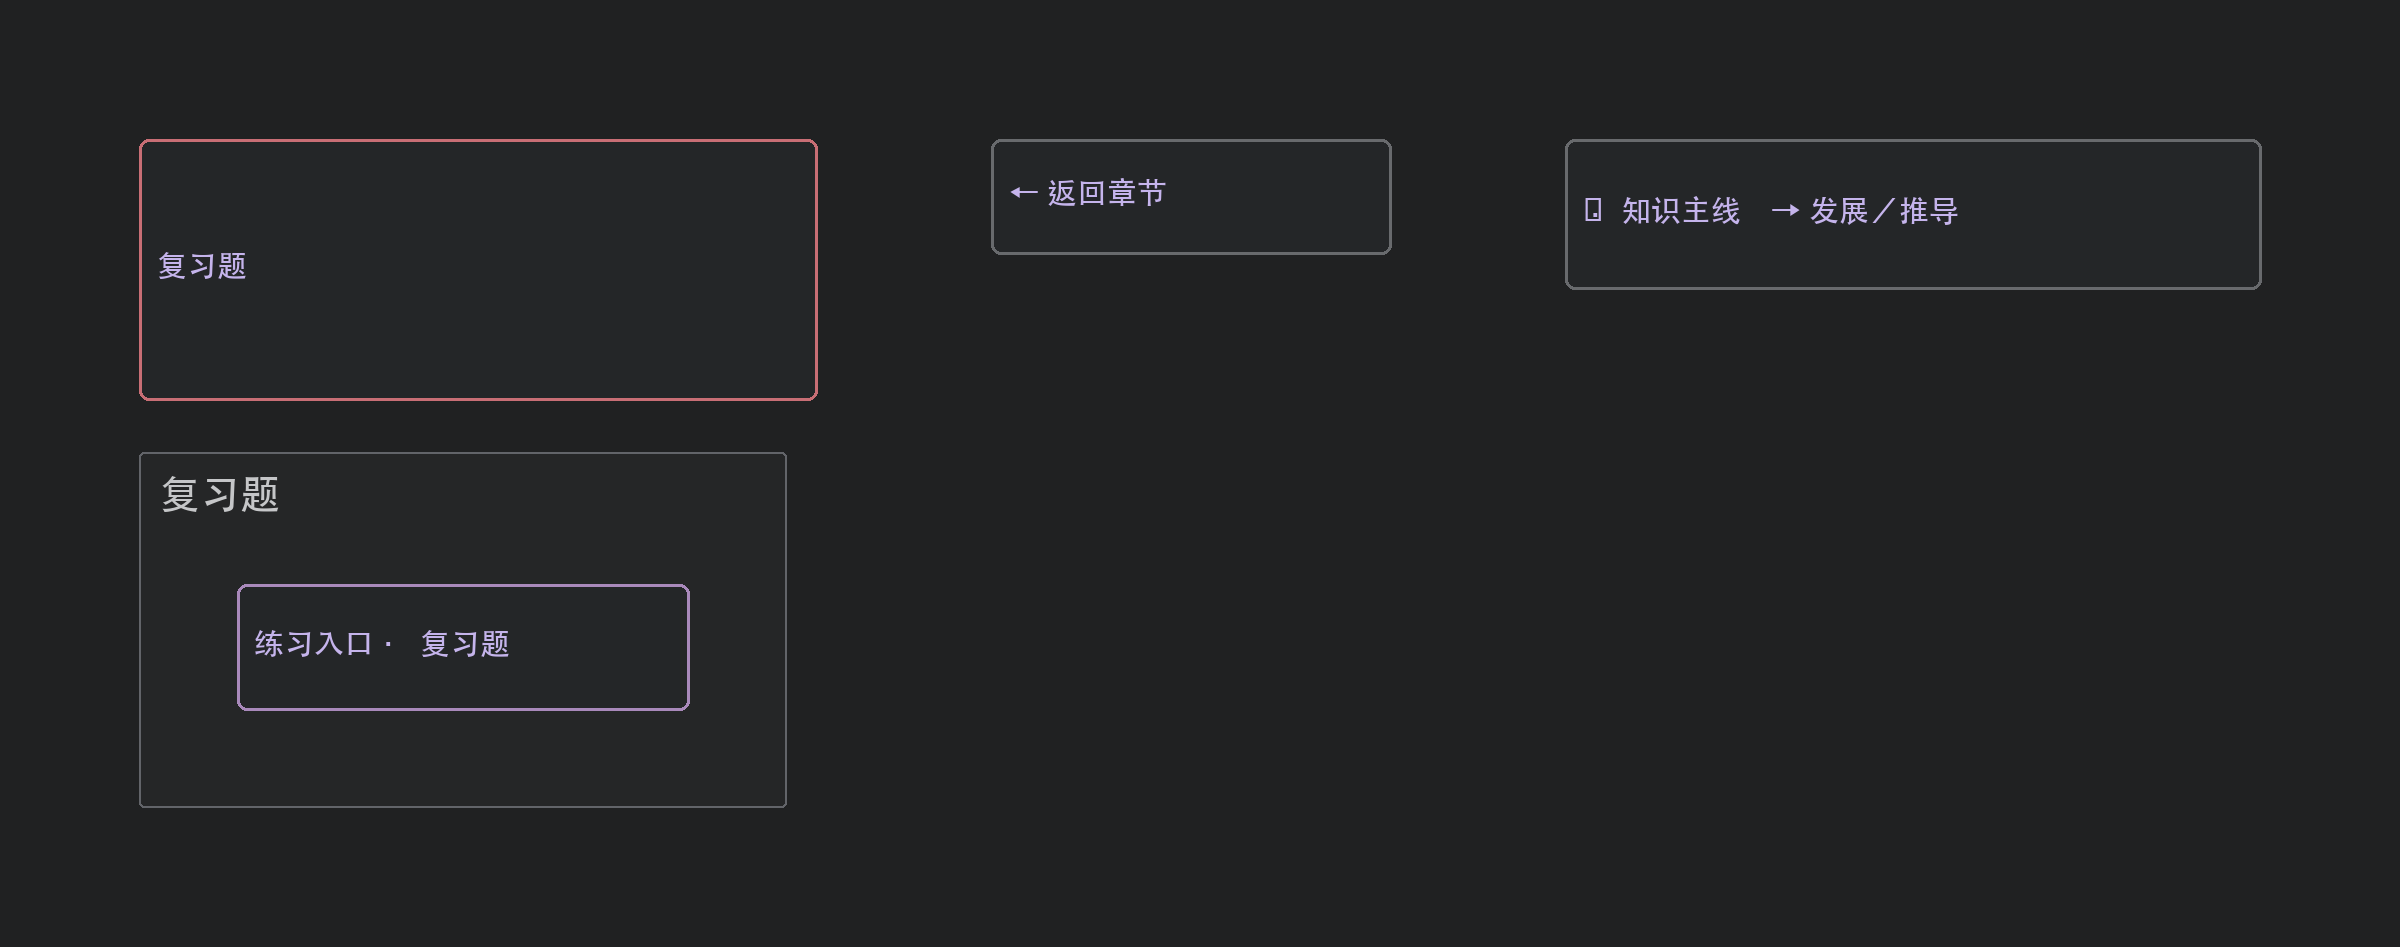 复习题
← 返回章节
知识主线 → 发展／推导
复习题
练习入口 · 复习题